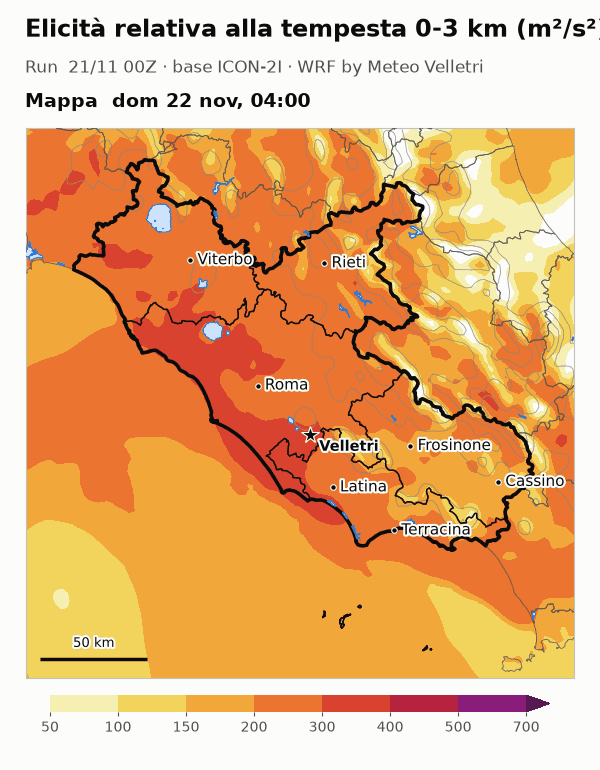 Elicità relativa alla tempesta 0-3 km (m²/s²)
Run 21/11 00Z · base ICON-2I · WRF by Meteo Velletri
Mappa dom 22 nov, 04:00
Viterbo
Rieti
Roma
Velletri
Frosinone
Latina
Cassino
Terracina
50 km
50 100 150 200 300 400 500 700